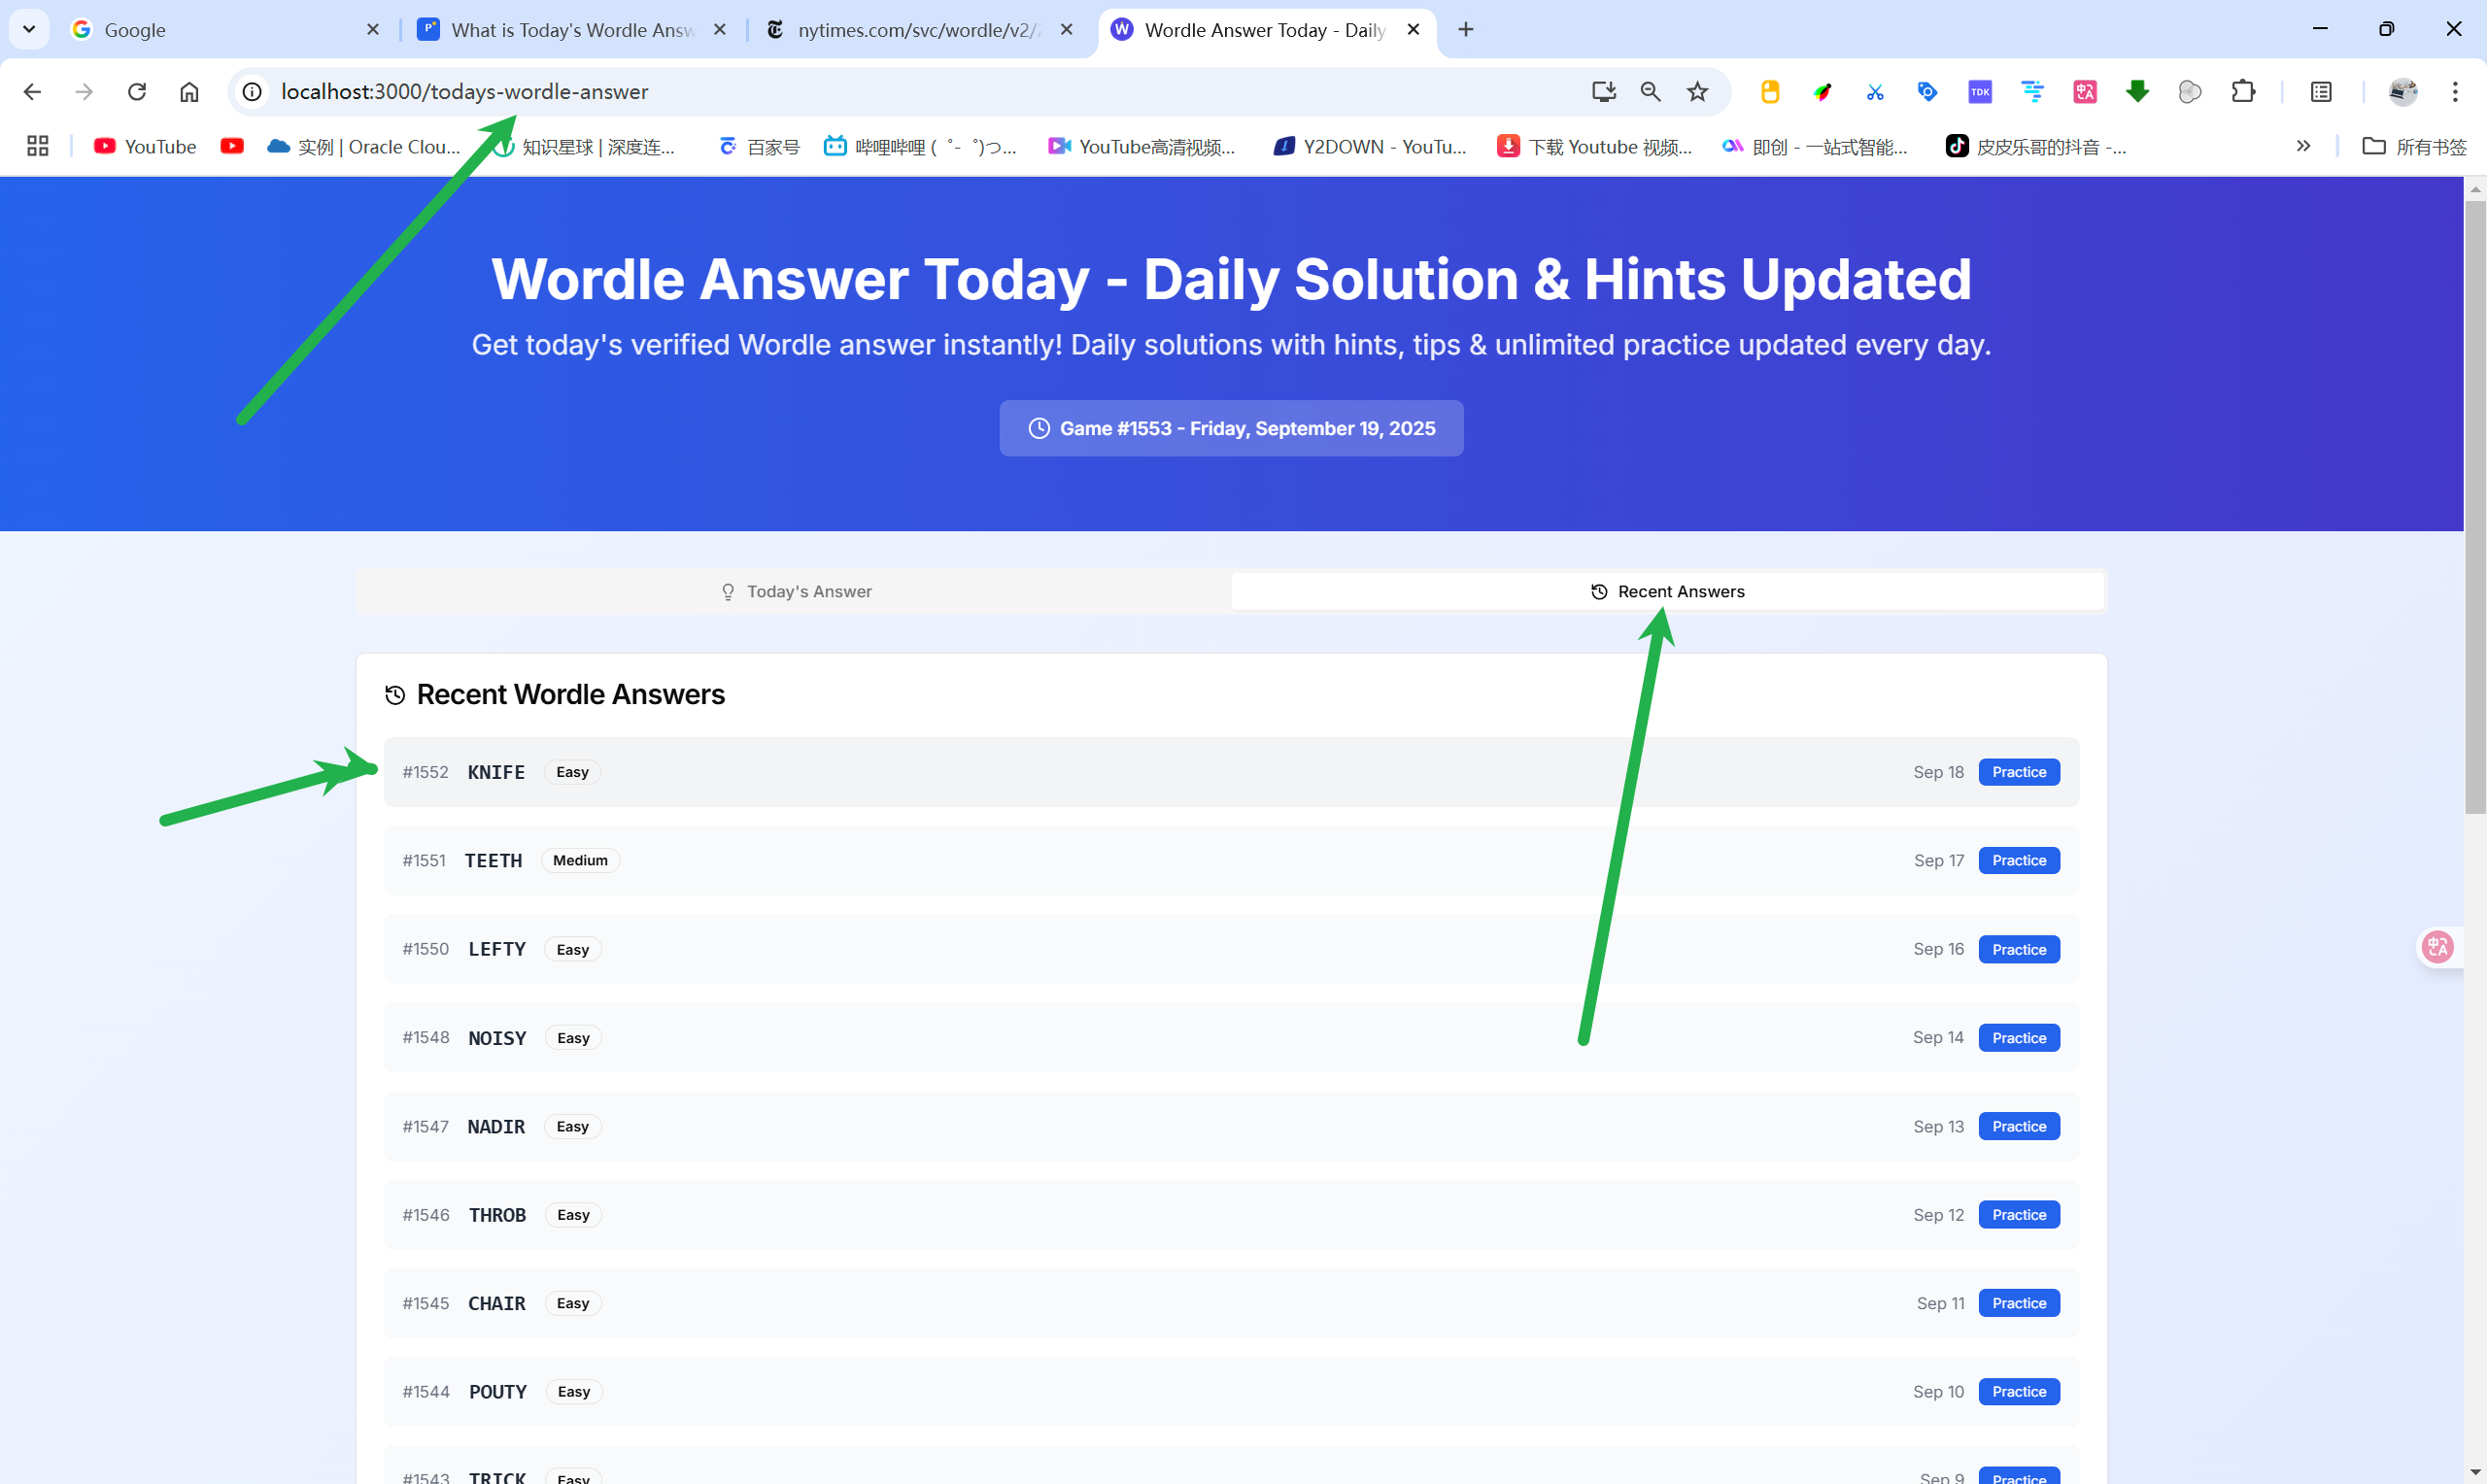 Google
What is Today's Wordle Answ
nytimes.com/svc/wordle/v2/2
Wordle Answer Today - Daily
localhost:3000/todays-wordle-answer
TDK
YouTube
实例 | Oracle Clou...
知识星球 | 深度连...
百家号
哔哩哔哩 ( ゜- ゜)つ...
YouTube高清视频...
Y2DOWN - YouTu...
下载 Youtube 视频...
即创 - 一站式智能...
皮皮乐哥的抖音 -...
所有书签
Wordle Answer Today - Daily Solution & Hints Updated
Get today's verified Wordle answer instantly! Daily solutions with hints, tips & unlimited practice updated every day.
Game #1553 - Friday, September 19, 2025
Today's Answer
Recent Answers
Recent Wordle Answers
#1552 KNIFE Easy Sep 18 Practice
#1551 TEETH Medium Sep 17 Practice
#1550 LEFTY Easy Sep 16 Practice
#1548 NOISY Easy Sep 14 Practice
#1547 NADIR Easy Sep 13 Practice
#1546 THROB Easy Sep 12 Practice
#1545 CHAIR Easy Sep 11 Practice
#1544 POUTY Easy Sep 10 Practice
#1543 TRICK Easy Sep 9 Practice